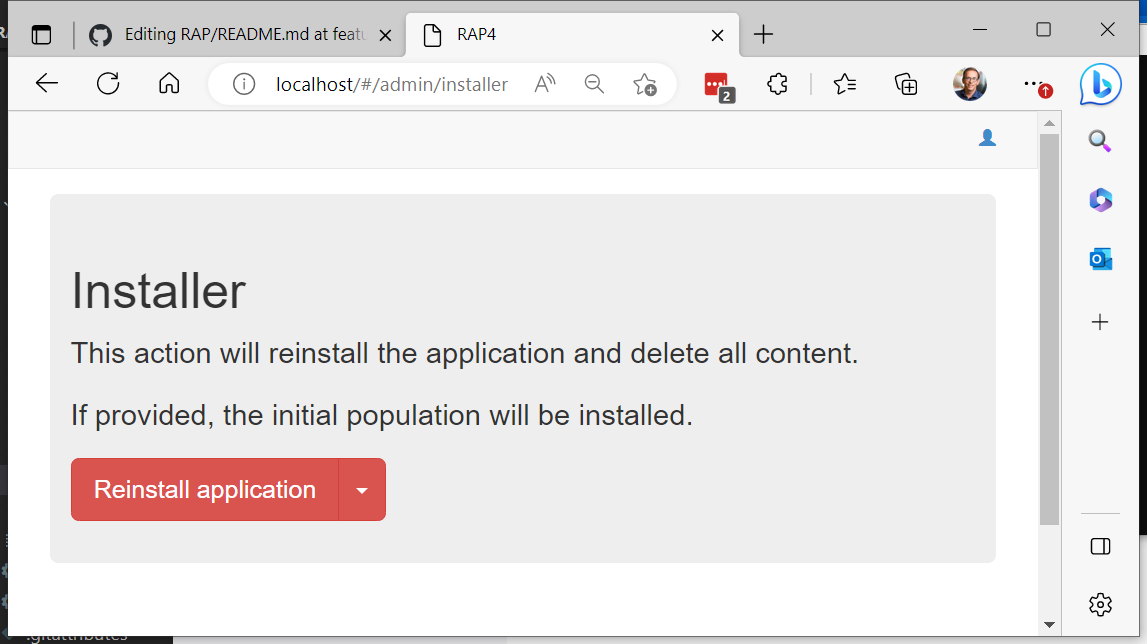 Editing RAP/README.md at featu
RAP4
localhost/#/admin/installer
2
Installer
This action will reinstall the application and delete all content.
If provided, the initial population will be installed.
Reinstall application
.gitattributes